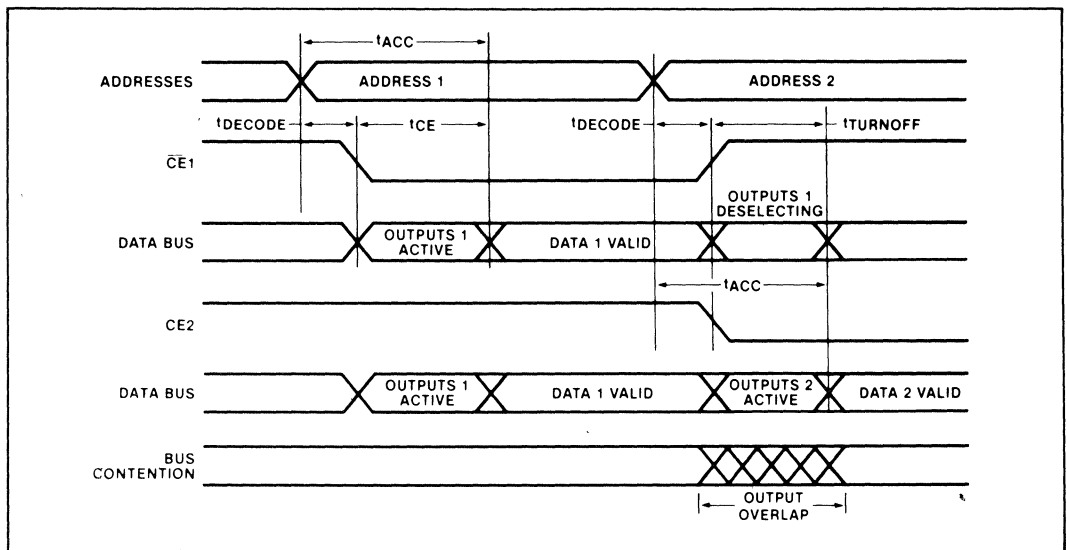 tACC
ADDRESSES
ADDRESS 1
ADDRESS 2
tDECODE
tCE
tDECODE
tTURNOFF
CE1
OUTPUTS 1
DESELECTING
DATA BUS
OUTPUTS 1
ACTIVE
DATA 1 VALID
tACC
CE2
DATA BUS
OUTPUTS 1
ACTIVE
DATA 1 VALID
OUTPUTS 2
ACTIVE
DATA 2 VALID
BUS
CONTENTION
OUTPUT
OVERLAP